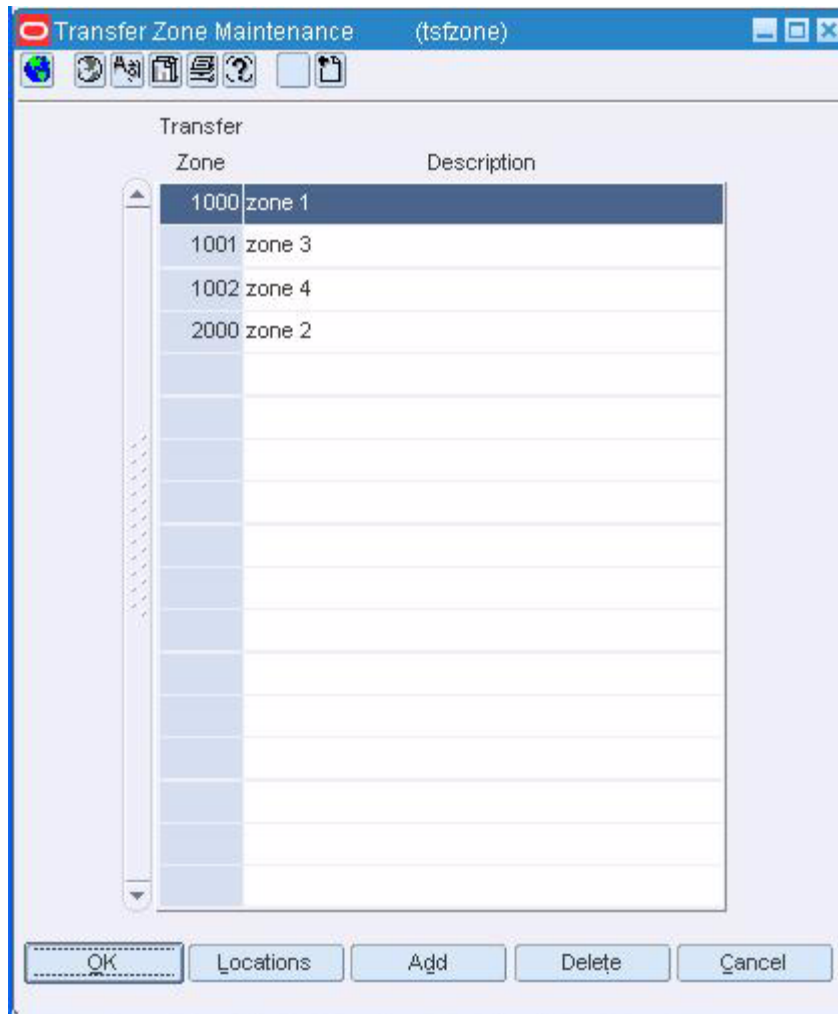 Transfer Zone Maintenance (tsfzone)
Transfer
Zone Description
1000 zone 1
1001 zone 3
1002 zone 4
2000 zone 2
OK Locations Add Delete Cancel